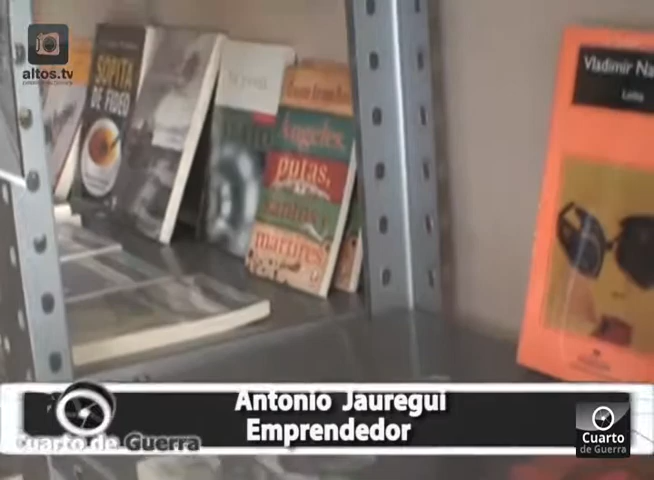 altos.tv
SOPITA
DE FIDEO
Ángeles,
putas,
santos
mártires
Vladimir Na
Lolita
Antonio Jauregui
Emprendedor
Cuarto de Guerra
Cuarto
de Guerra